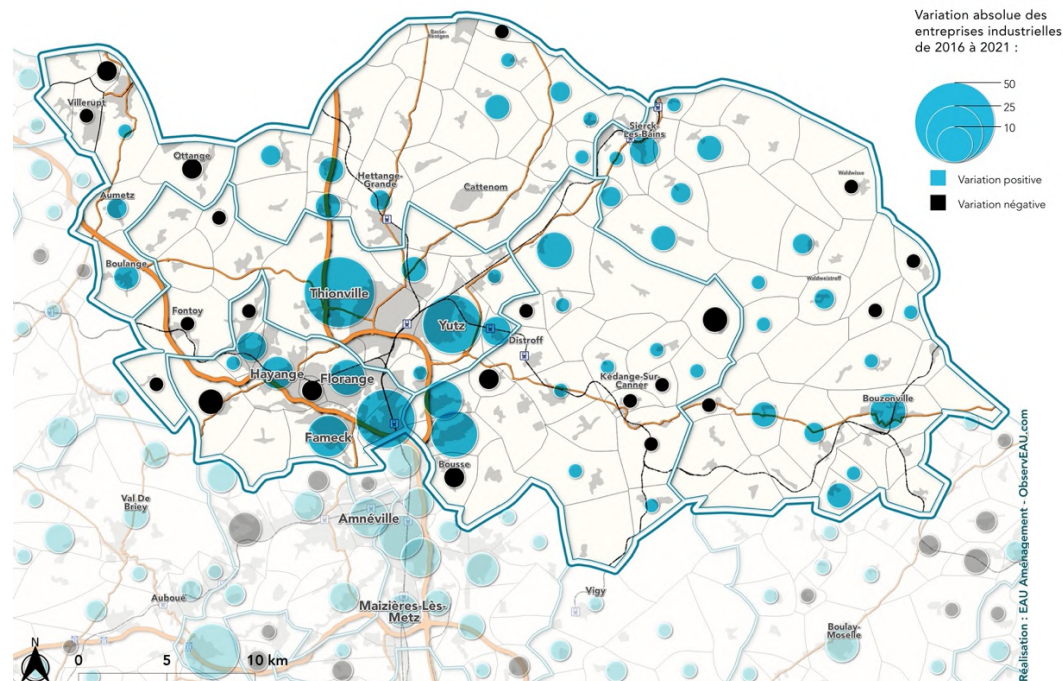 Variation absolue des
entreprises industrielles
de 2016 à 2021 :
50
25
10
Variation positive
Variation négative
Basse-
Rentgen
Villerupt
Ottange
Hettange-
Grande
Sierck-
Les-Bains
Cattenom
Waldwisse
Aumetz
Boulange
Waldweistroff
Thionville
Fontoy
Yutz
Distroff
Hayange
Florange
Kédange-Sur-
Canner
Bouzonville
Fameck
Bousse
Val De
Briey
Amnéville
Auboué
Maizières-Lès-
Metz
Vigy
Boulay-
Moselle
N
0 5 10 km
Réalisation : EAU Aménagement - ObservEAU.com